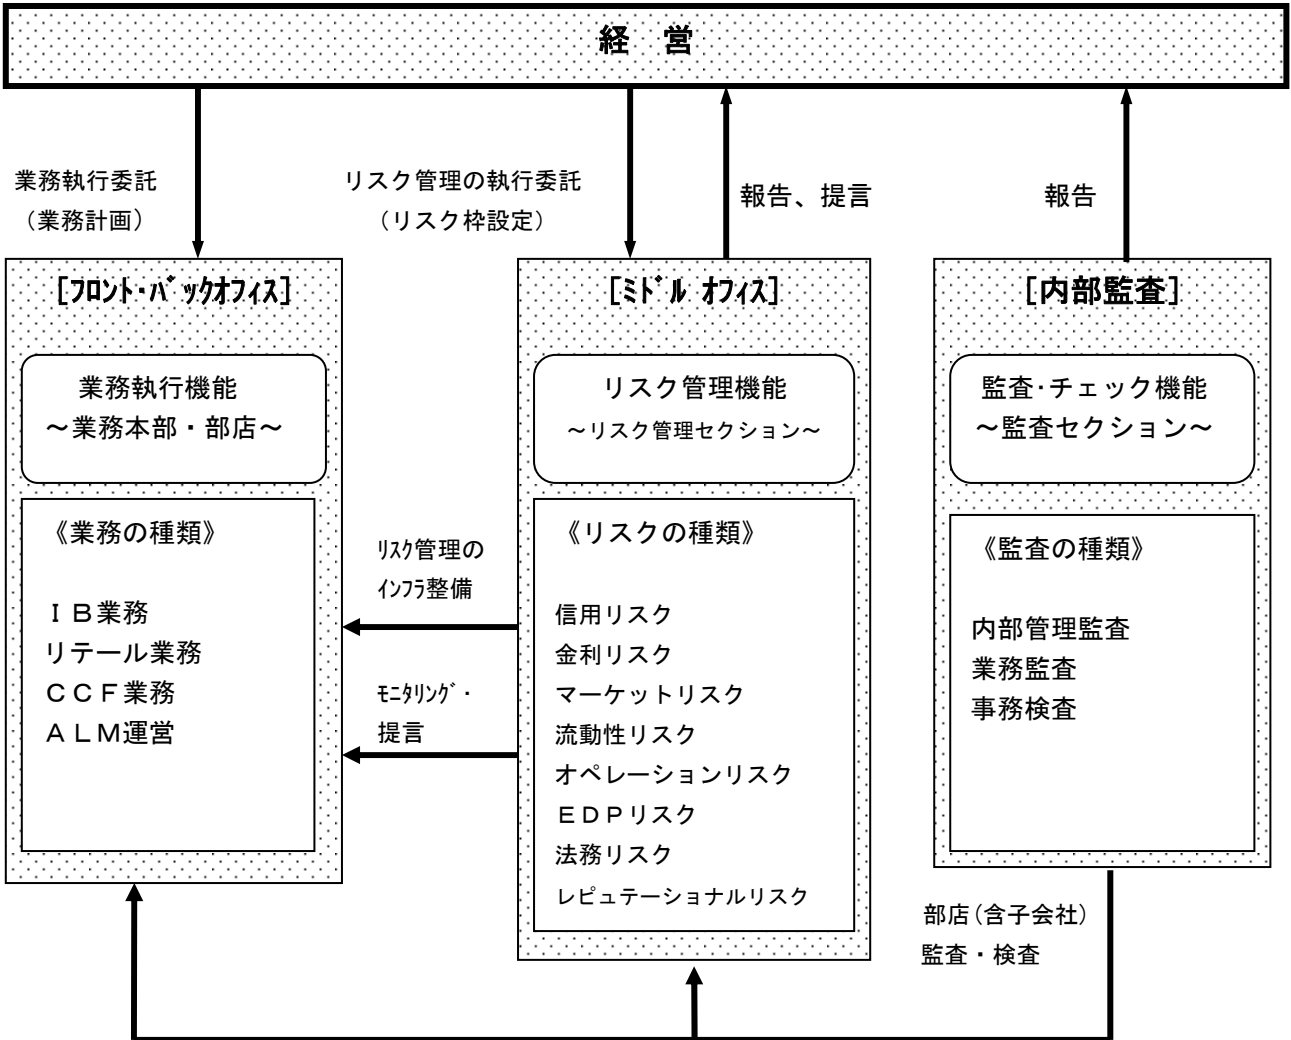 経　営
業務執行委託
（業務計画）
リスク管理の執行委託
（リスク枠設定）
報告、提言
報告
［ﾌﾛﾝﾄ･ﾊﾞｯｸｵﾌｨｽ］
業務執行機能
～業務本部・部店～
《業務の種類》
ＩＢ業務
リテール業務
ＣＣＦ業務
ＡＬＭ運営
ﾘｽｸ管理の
ｲﾝﾌﾗ整備
ﾓﾆﾀﾘﾝｸﾞ・
提言
［ﾐﾄﾞﾙ ｵﾌｨｽ］
リスク管理機能
～リスク管理セクション～
《リスクの種類》
信用リスク
金利リスク
マーケットリスク
流動性リスク
オペレーションリスク
ＥＤＰリスク
法務リスク
レピュテーショナルリスク
［内部監査］
監査･チェック機能
～監査セクション～
《監査の種類》
内部管理監査
業務監査
事務検査
部店(含子会社)
監査・検査